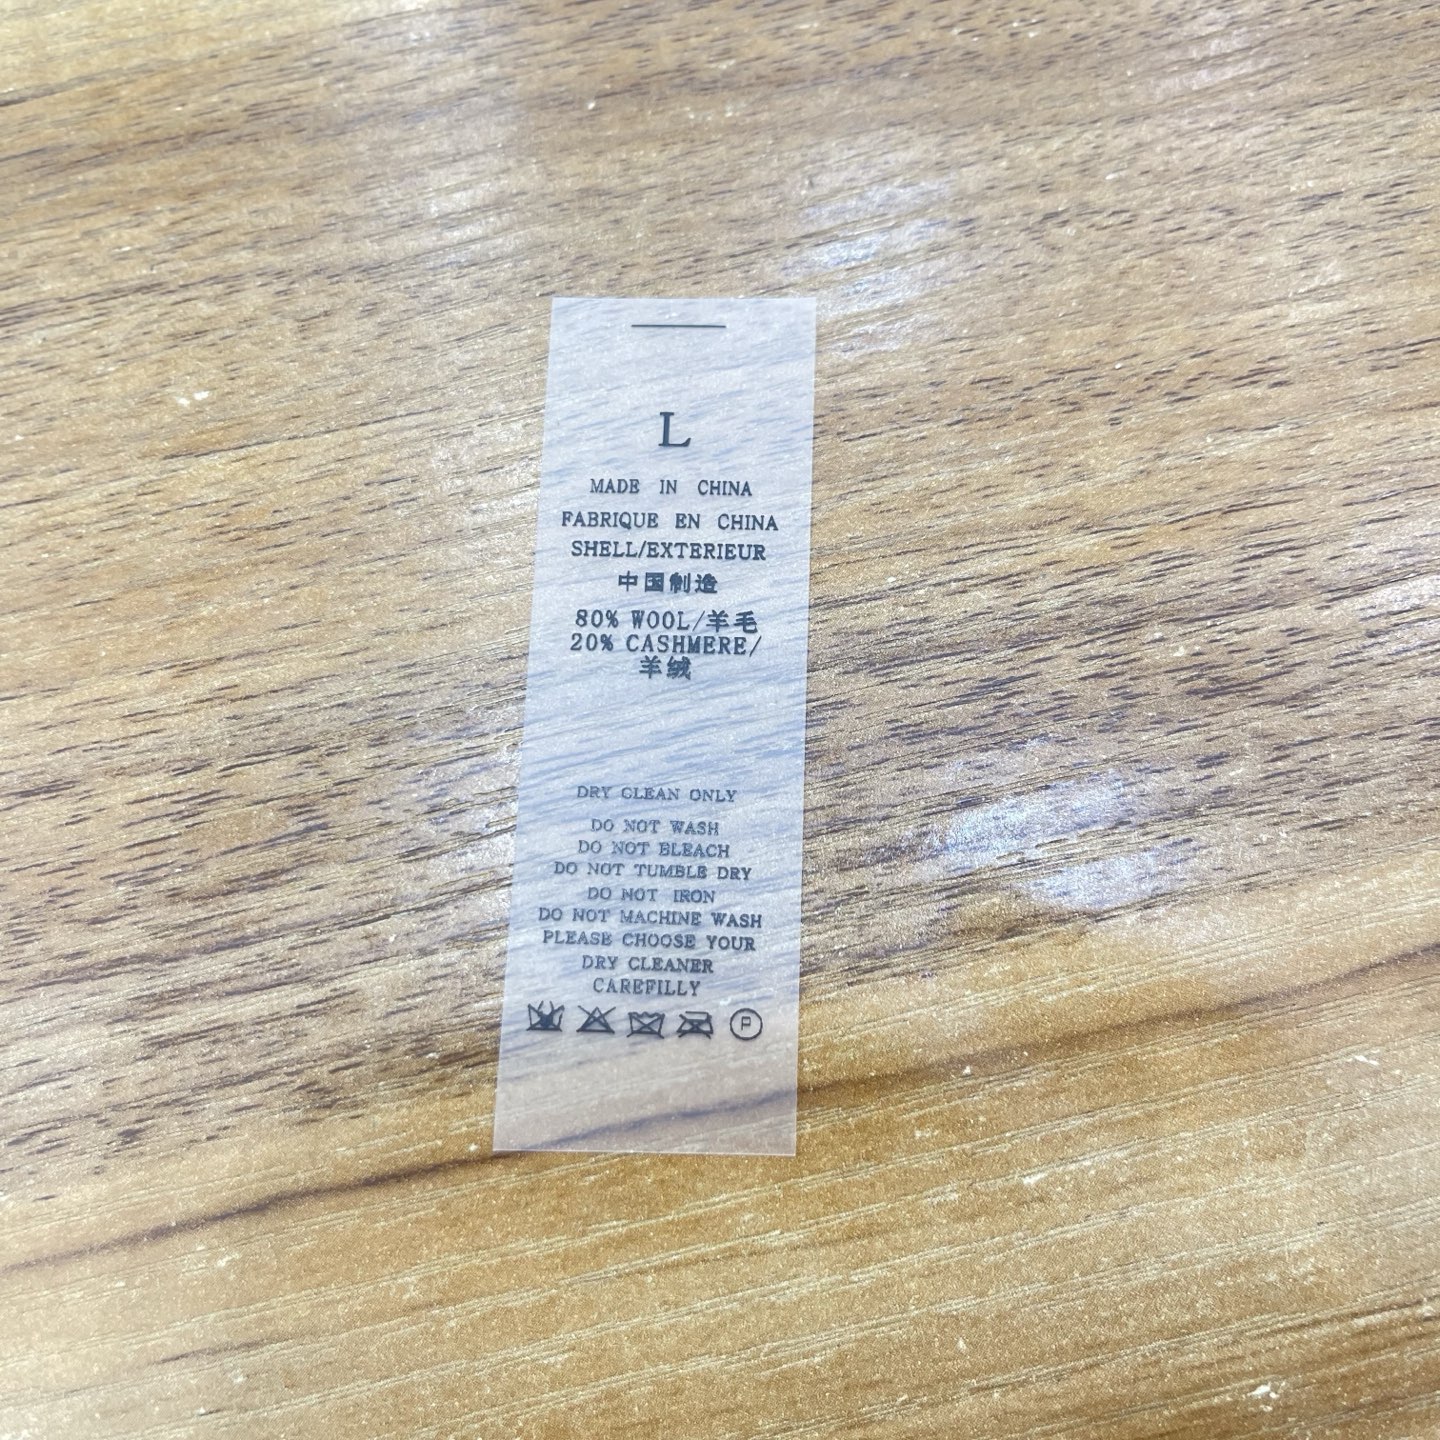 L
MADE IN CHINA
FABRIQUE EN CHINA
SHELL/EXTERIEUR
中国制造
80% WOOL/羊毛
20% CASHMERE/
羊绒
DRY CLEAN ONLY
DO NOT WASH
DO NOT BLEACH
DO NOT TUMBLE DRY
DO NOT IRON
DO NOT MACHINE WASH
PLEASE CHOOSE YOUR
DRY CLEANER
CAREFILLY
P